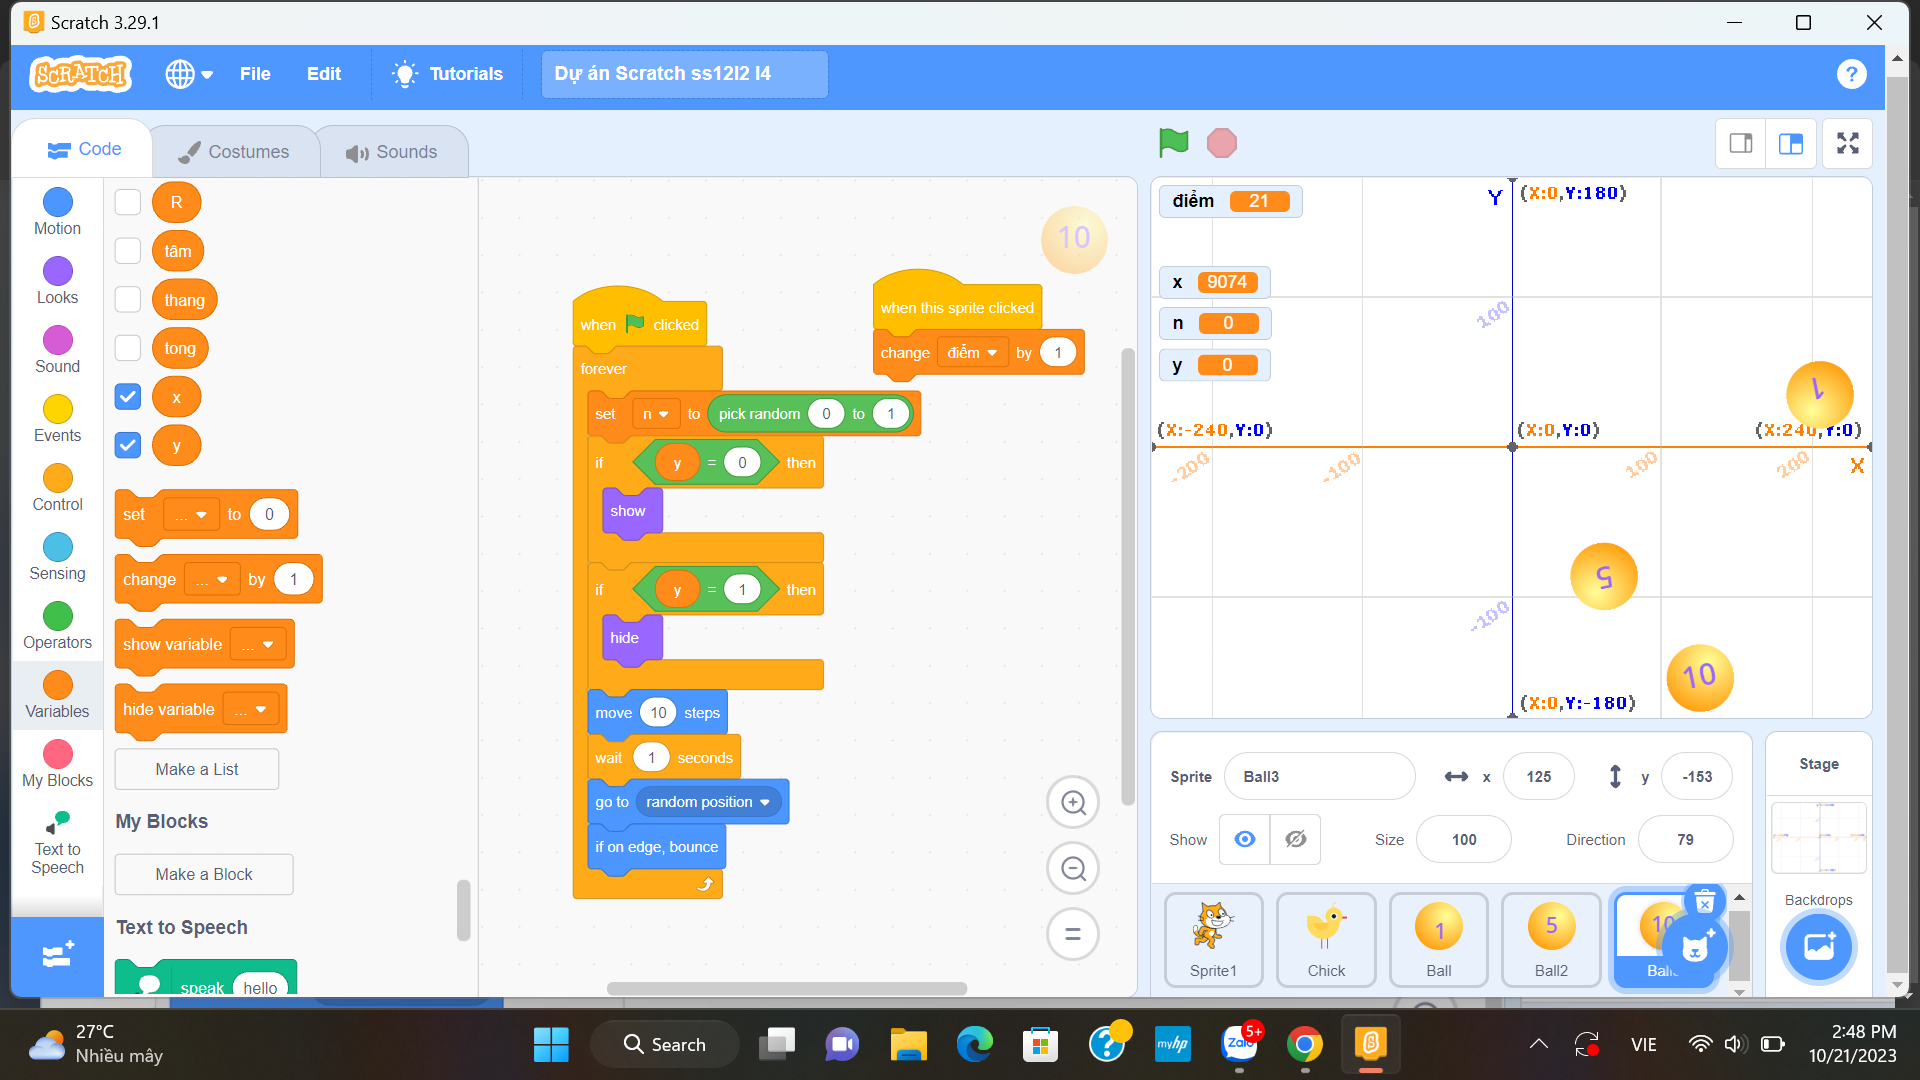 Scratch 3.29.1
SCRATCH
File
Edit
Tutorials
Dự án Scratch ss12l2 l4
?
Code
Costumes
Sounds
Motion
Looks
Sound
Events
Control
Sensing
Operators
Variables
My Blocks
Text to
Speech
R
tâm
thang
tong
x
y
set ... to 0
change ... by 1
show variable ...
hide variable ...
Make a List
My Blocks
Make a Block
Text to Speech
speak hello
when clicked
forever
set n to pick random 0 to 1
if y = 0 then
show
if y = 1 then
hide
move 10 steps
wait 1 seconds
go to random position
if on edge, bounce
10
when this sprite clicked
change điểm by 1
điểm 21
x 9074
n 0
y 0
Y
(X:0,Y:180)
100
1
(X:-240,Y:0)
(X:0,Y:0)
(X:240,Y:0)
-200
-100
100
200
X
5
-100
10
(X:0,Y:-180)
Sprite Ball3
x 125
y -153
Show
Size 100
Direction 79
Stage
Backdrops
Sprite1
Chick
1
Ball
5
Ball2
10
27°C
Nhiều mây
Search
?
myhp
Zalo
5+
VIE
2:48 PM
10/21/2023